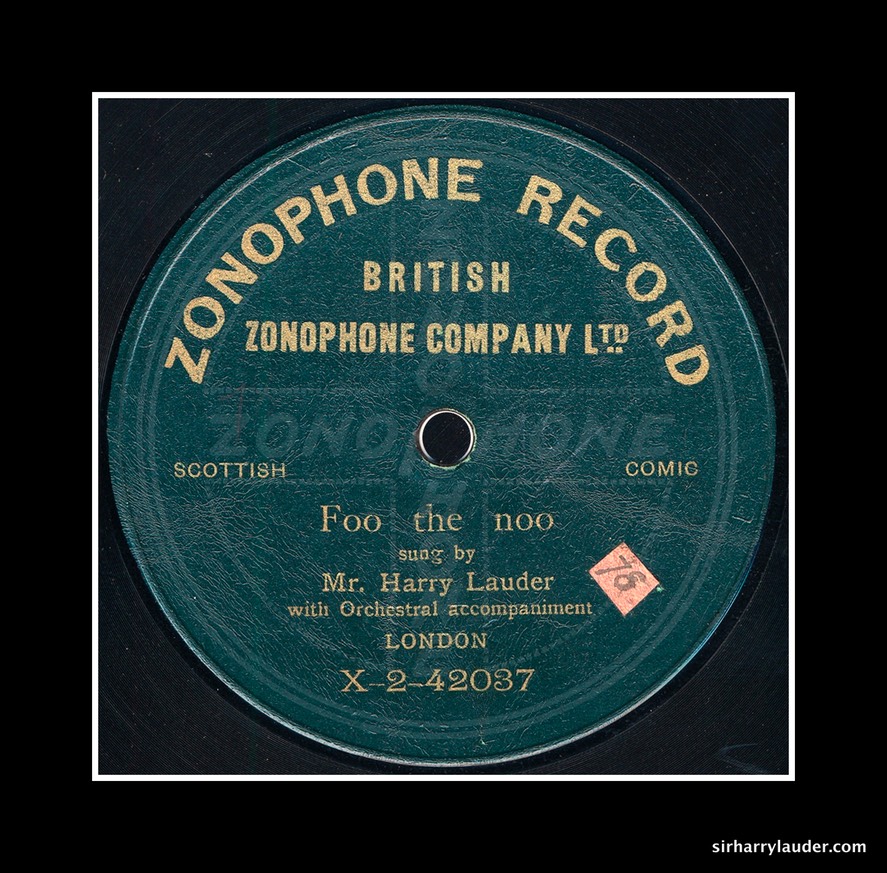 ZONOPHONE RECORD
BRITISH
ZONOPHONE COMPANY LTD
ZONOPHONE
SCOTTISH COMIC
Foo the noo
sung by
Mr. Harry Lauder
with Orchestral accompaniment
LONDON
X-2-42037
sirharrylauder.com